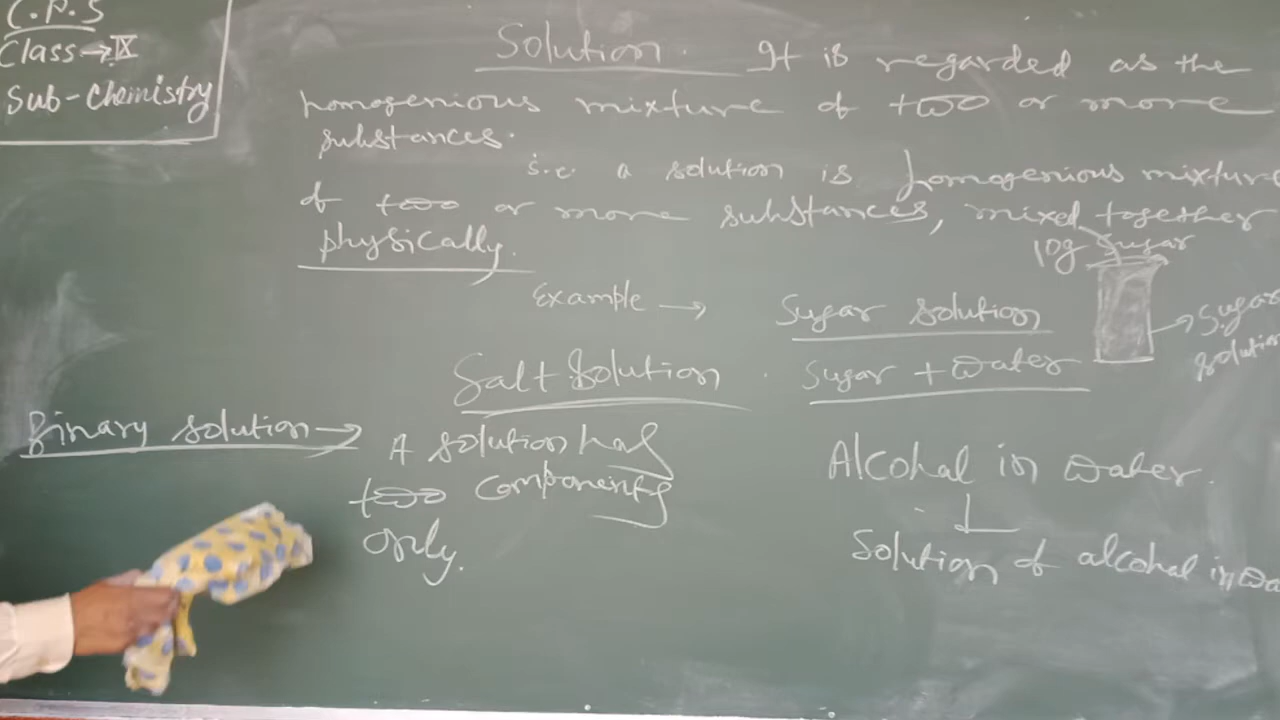 C.P.S
Class→IX
Sub-Chemistry
Solution. It is regarded as the
homogenious mixture of two or more
substances.
i.e. a solution is homogenious mixture
of two or more substances, mixed together
physically.
10g Sugar
Example → Sugar solution
→ Sugar solution
Salt Solution . Sugar + Water
Binary solution → A solution has
two components
only.
Alcohal in water.
Solution of alcohal in wa